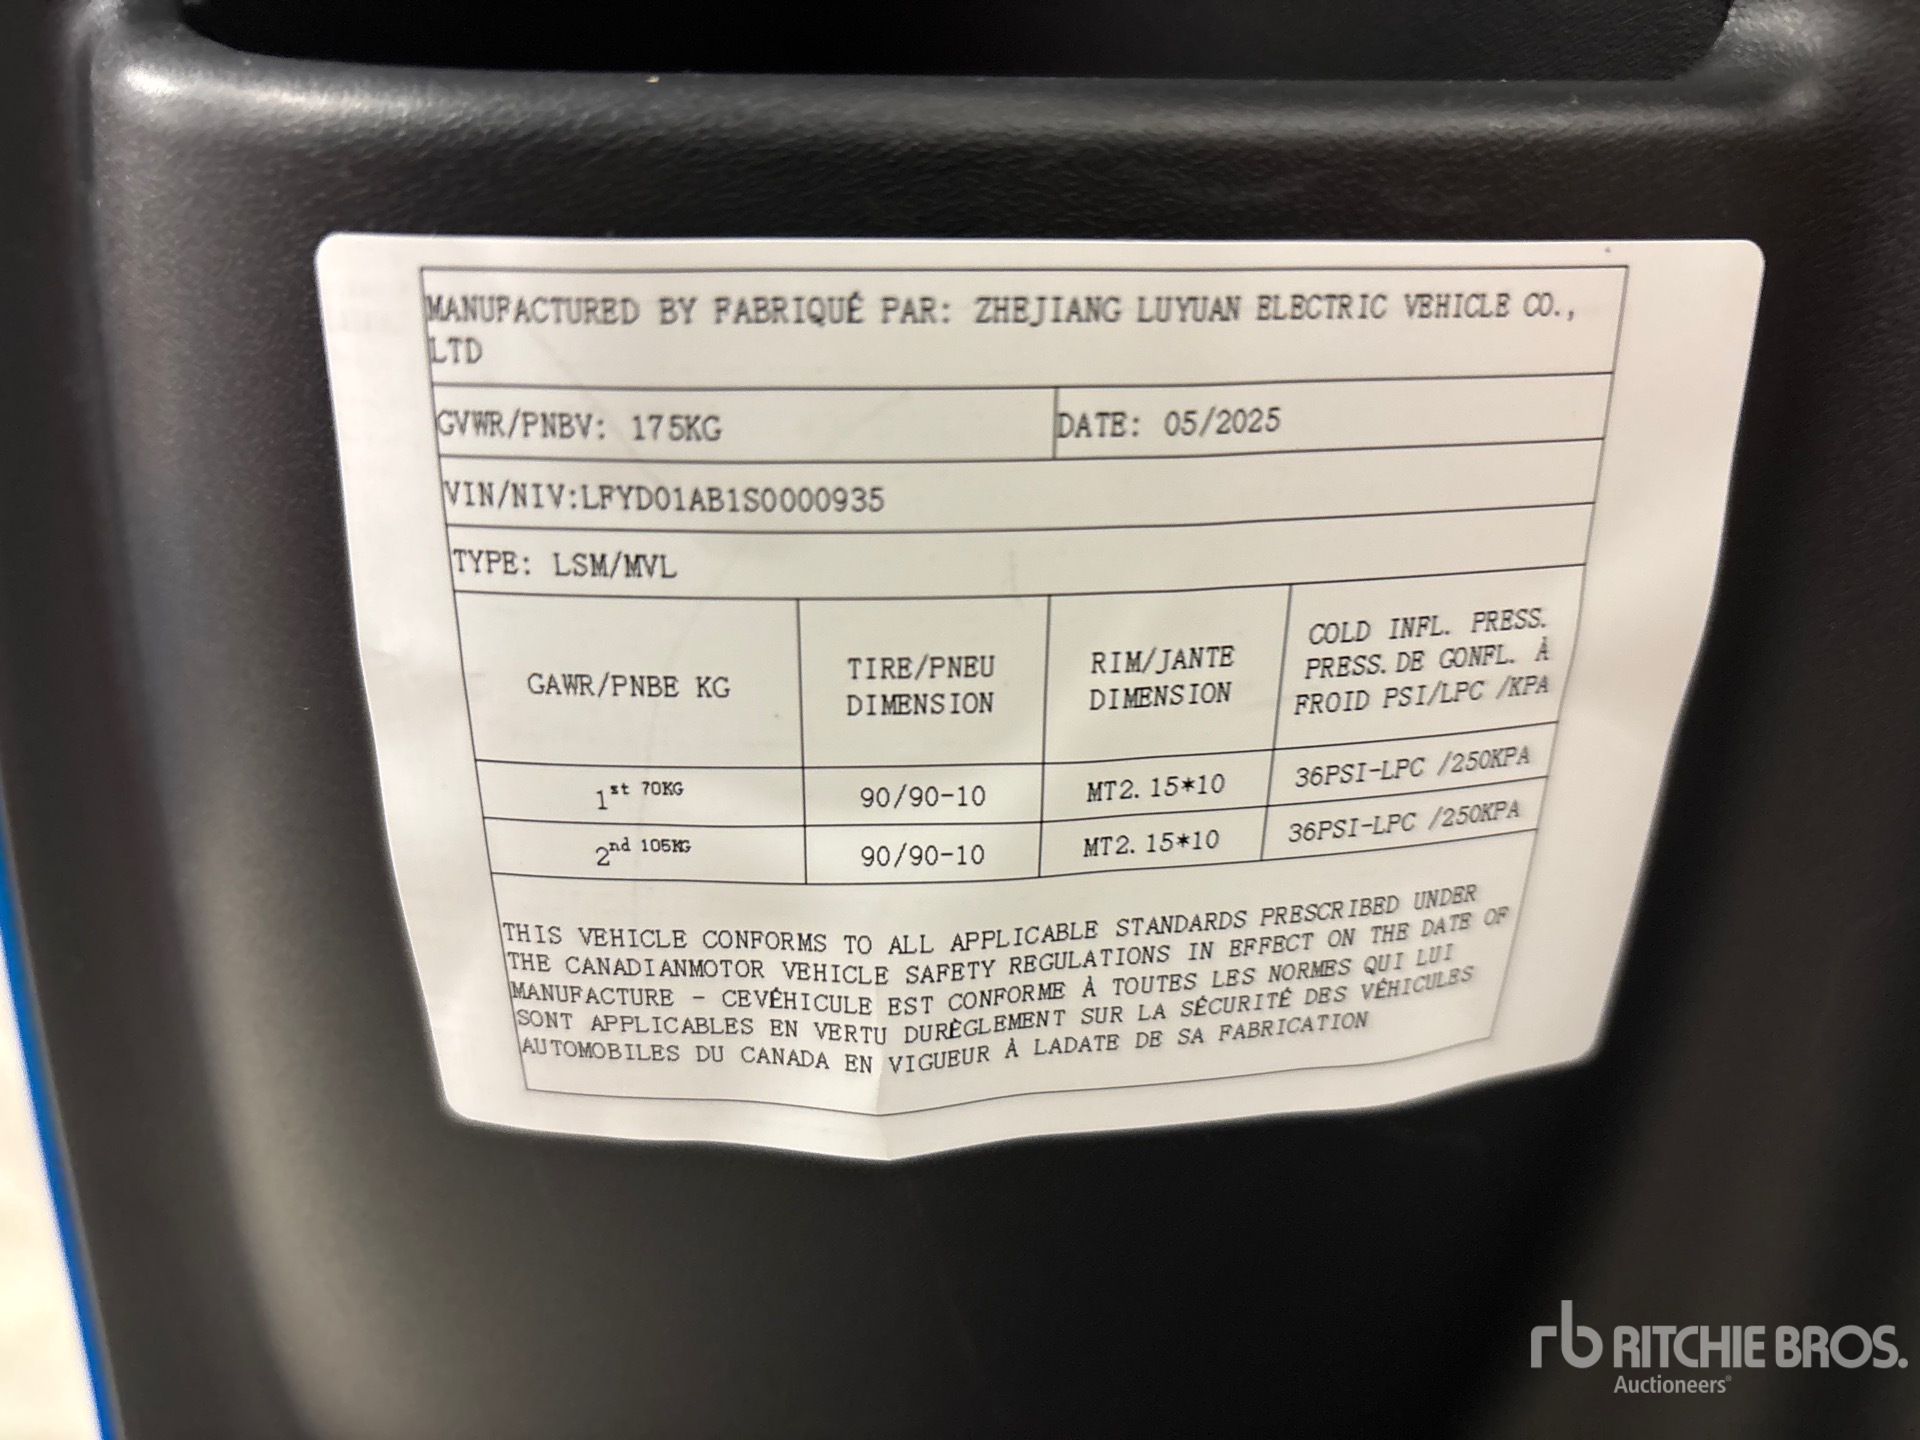 MANUFACTURED BY FABRIQUÉ PAR: ZHEJIANG LUYUAN ELECTRIC VEHICLE CO.,
LTD
GVWR/PNBV: 175KG DATE: 05/2025
VIN/NIV:LFYD01AB1S0000935
TYPE: LSM/MVL
GAWR/PNBE KG
TIRE/PNEU
DIMENSION
RIM/JANTE
DIMENSION
COLD INFL. PRESS.
PRESS.DE GONFL. À
FROID PSI/LPC /KPA
1st 70KG 90/90-10 MT2.15*10 36PSI-LPC /250KPA
2nd 105KG 90/90-10 MT2.15*10 36PSI-LPC /250KPA
THIS VEHICLE CONFORMS TO ALL APPLICABLE STANDARDS PRESCRIBED UNDER
THE CANADIANMOTOR VEHICLE SAFETY REGULATIONS IN EFFECT ON THE DATE OF
MANUFACTURE - CEVÉHICULE EST CONFORME À TOUTES LES NORMES QUI LUI
SONT APPLICABLES EN VERTU DURÈGLEMENT SUR LA SÉCURITÉ DES VÉHICULES
AUTOMOBILES DU CANADA EN VIGUEUR À LADATE DE SA FABRICATION
rb RITCHIE BROS.
Auctioneers®